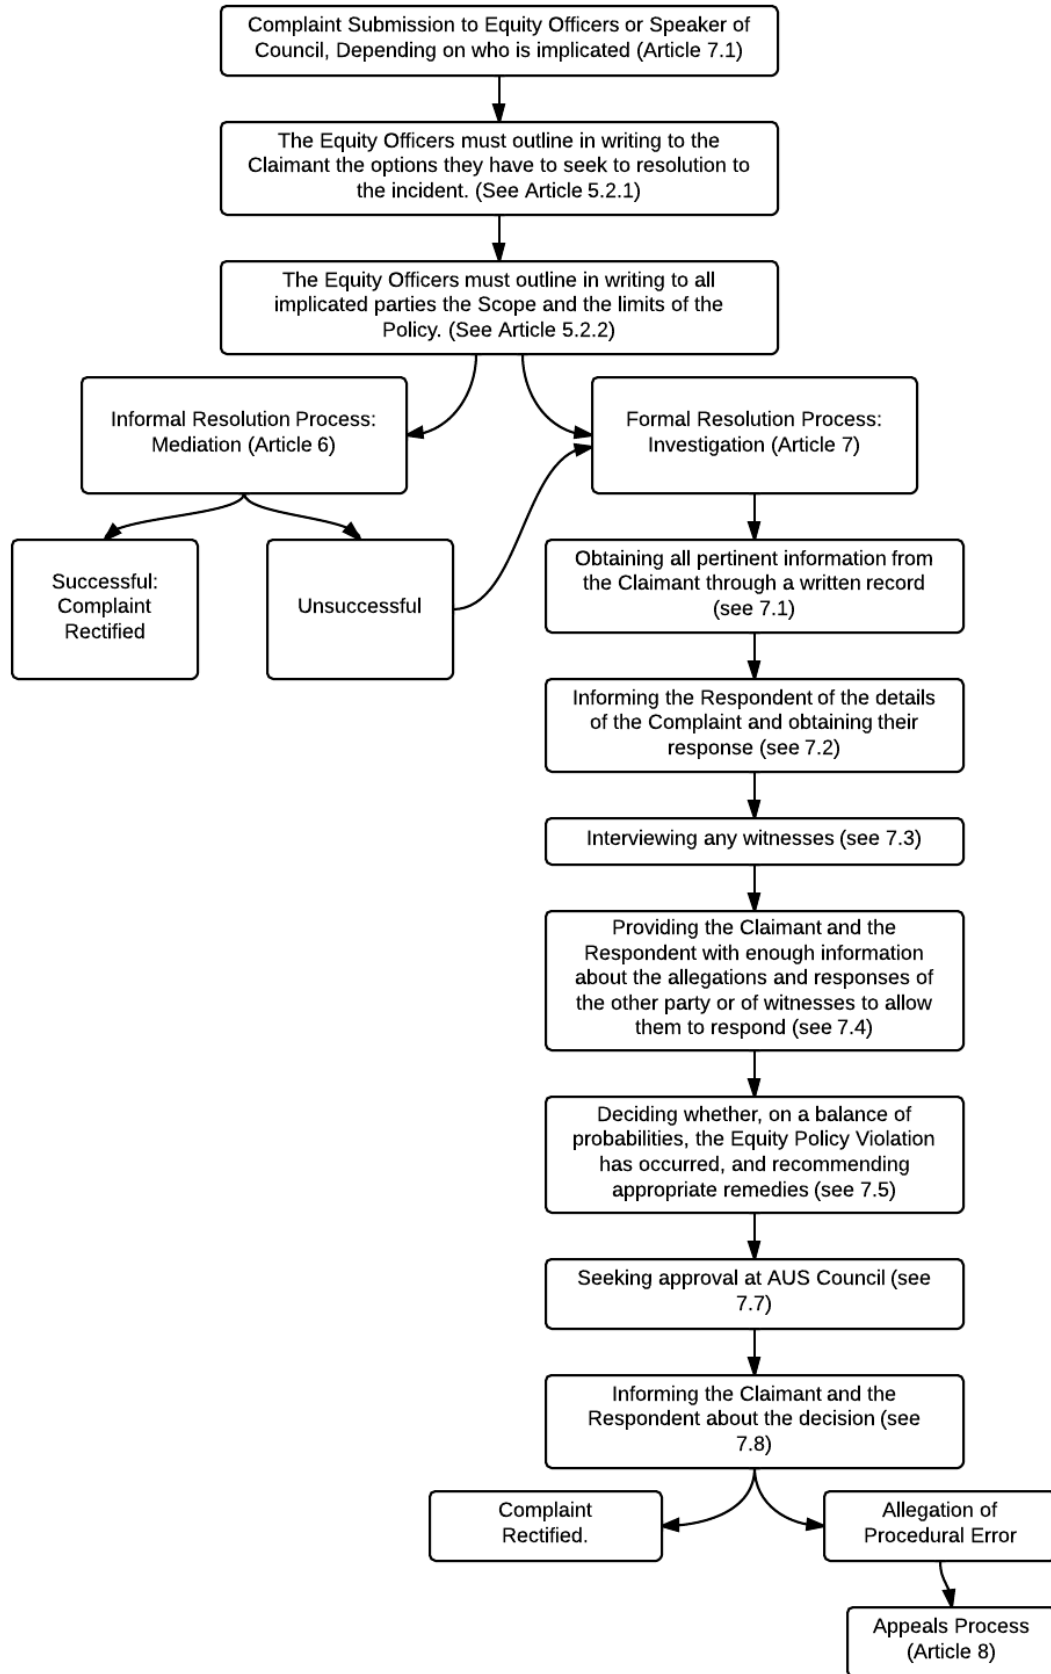 Complaint Submission to Equity Officers or Speaker of
Council, Depending on who is implicated (Article 7.1)
The Equity Officers must outline in writing to the
Claimant the options they have to seek to resolution to
the incident. (See Article 5.2.1)
The Equity Officers must outline in writing to all
implicated parties the Scope and the limits of the
Policy. (See Article 5.2.2)
Informal Resolution Process:
Mediation (Article 6)
Formal Resolution Process:
Investigation (Article 7)
Successful:
Complaint
Rectified
Unsuccessful
Obtaining all pertinent information from
the Claimant through a written record
(see 7.1)
Informing the Respondent of the details
of the Complaint and obtaining their
response (see 7.2)
Interviewing any witnesses (see 7.3)
Providing the Claimant and the
Respondent with enough information
about the allegations and responses of
the other party or of witnesses to allow
them to respond (see 7.4)
Deciding whether, on a balance of
probabilities, the Equity Policy Violation
has occurred, and recommending
appropriate remedies (see 7.5)
Seeking approval at AUS Council (see
7.7)
Informing the Claimant and the
Respondent about the decision (see
7.8)
Complaint
Rectified.
Allegation of
Procedural Error
Appeals Process
(Article 8)